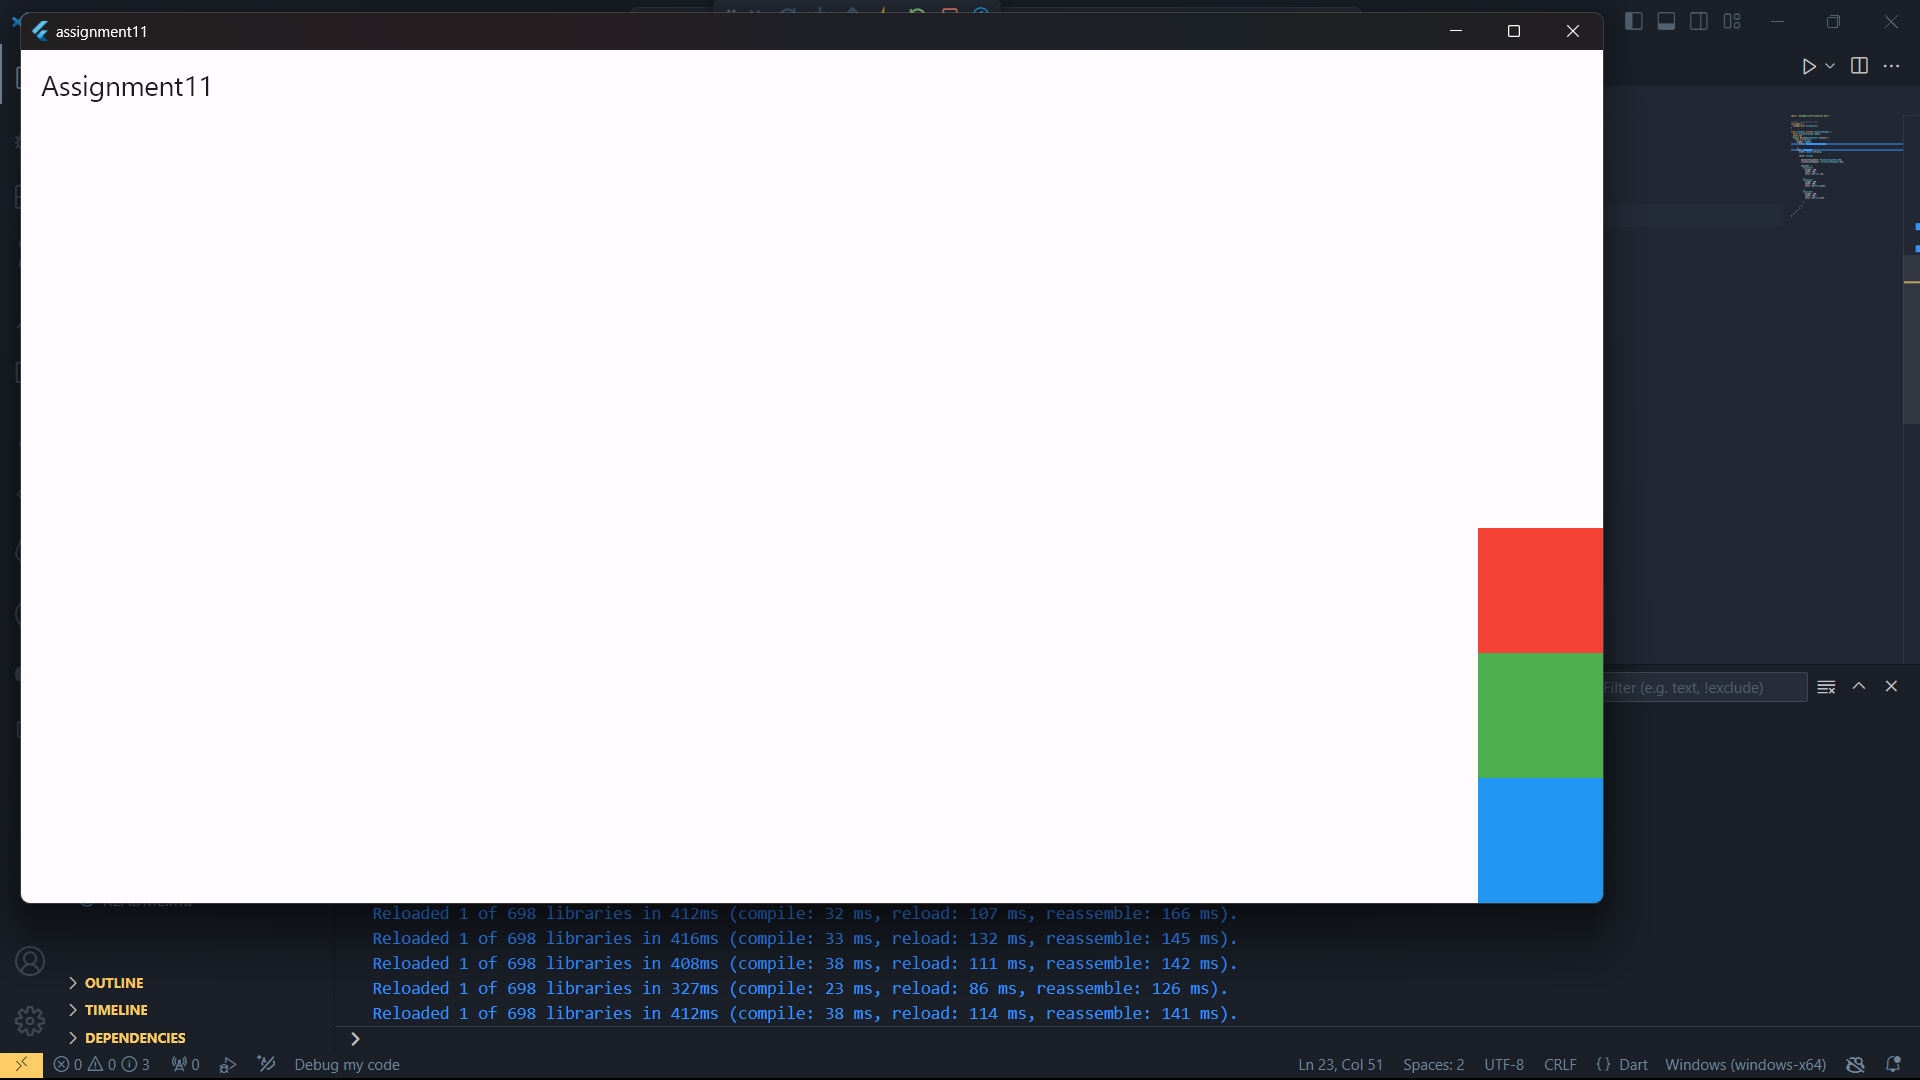 assignment11
Assignment11
Filter (e.g. text, !exclude)
Reloaded 1 of 698 libraries in 412ms (compile: 32 ms, reload: 107 ms, reassemble: 166 ms).
Reloaded 1 of 698 libraries in 416ms (compile: 33 ms, reload: 132 ms, reassemble: 145 ms).
Reloaded 1 of 698 libraries in 408ms (compile: 38 ms, reload: 111 ms, reassemble: 142 ms).
Reloaded 1 of 698 libraries in 327ms (compile: 23 ms, reload: 86 ms, reassemble: 126 ms).
Reloaded 1 of 698 libraries in 412ms (compile: 38 ms, reload: 114 ms, reassemble: 141 ms).
OUTLINE
TIMELINE
DEPENDENCIES
0 0 3 0 Debug my code Ln 23, Col 51 Spaces: 2 UTF-8 CRLF {} Dart Windows (windows-x64)